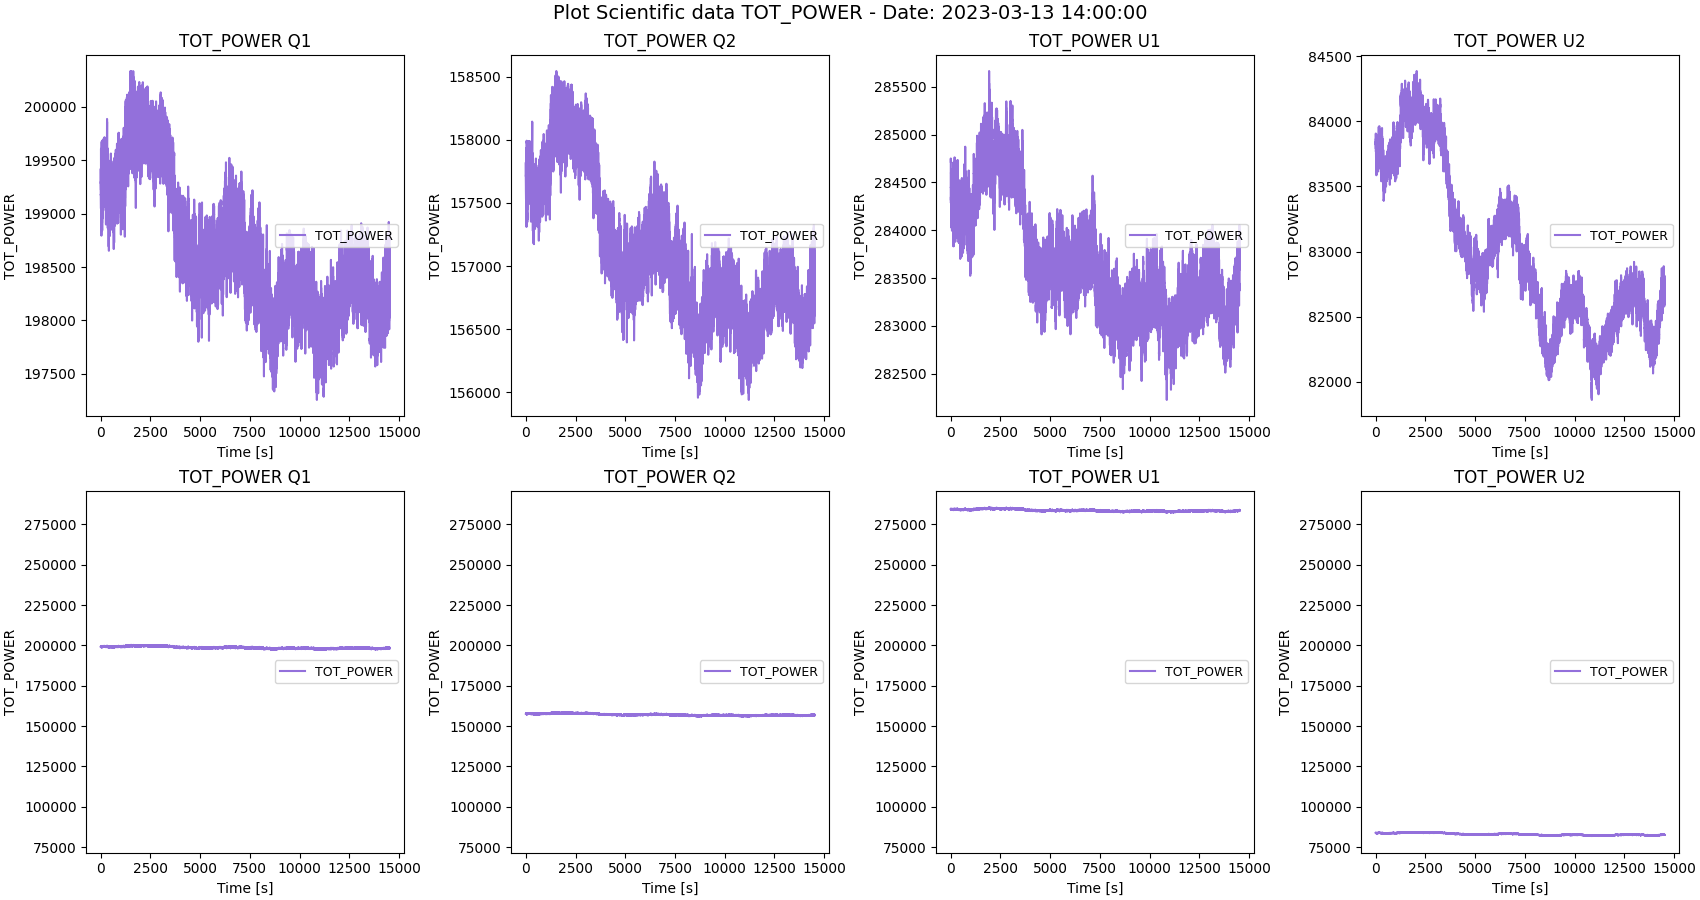 Plot Scientific data TOT_POWER - Date: 2023-03-13 14:00:00
TOT_POWER Q1
TOT_POWER
200000
199500
199000
198500
198000
197500
TOT_POWER
0 2500 5000 7500 10000 12500 15000
Time [s]
TOT_POWER Q2
TOT_POWER
158500
158000
157500
157000
156500
156000
TOT_POWER
0 2500 5000 7500 10000 12500 15000
Time [s]
TOT_POWER U1
TOT_POWER
285500
285000
284500
284000
283500
283000
282500
TOT_POWER
0 2500 5000 7500 10000 12500 15000
Time [s]
TOT_POWER U2
TOT_POWER
84500
84000
83500
83000
82500
82000
TOT_POWER
0 2500 5000 7500 10000 12500 15000
Time [s]
TOT_POWER Q1
TOT_POWER
275000
250000
225000
200000
175000
150000
125000
100000
75000
TOT_POWER
0 2500 5000 7500 10000 12500 15000
Time [s]
TOT_POWER Q2
TOT_POWER
275000
250000
225000
200000
175000
150000
125000
100000
75000
TOT_POWER
0 2500 5000 7500 10000 12500 15000
Time [s]
TOT_POWER U1
TOT_POWER
275000
250000
225000
200000
175000
150000
125000
100000
75000
TOT_POWER
0 2500 5000 7500 10000 12500 15000
Time [s]
TOT_POWER U2
TOT_POWER
275000
250000
225000
200000
175000
150000
125000
100000
75000
TOT_POWER
0 2500 5000 7500 10000 12500 15000
Time [s]